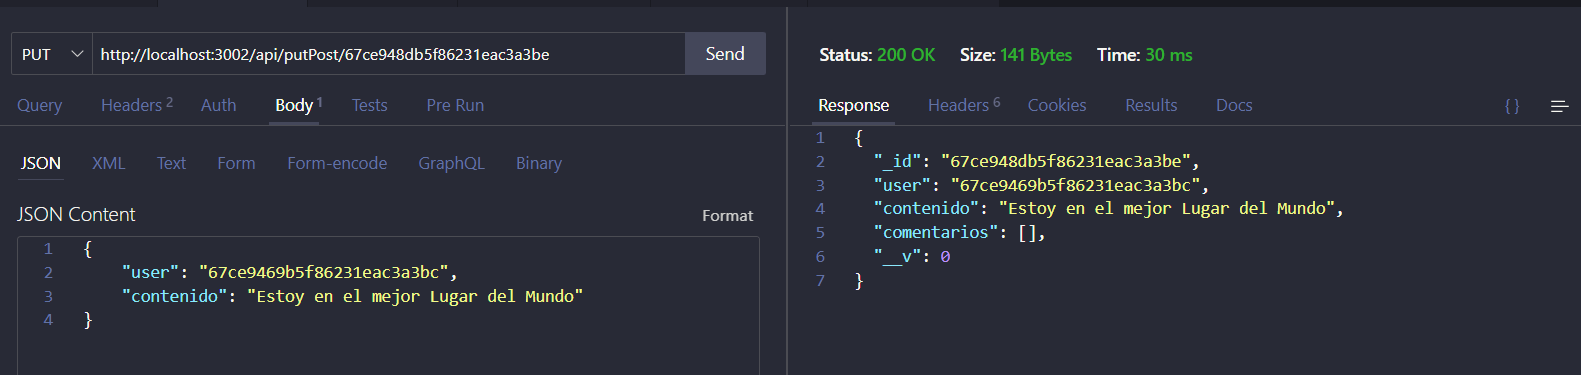 PUT http://localhost:3002/api/putPost/67ce948db5f86231eac3a3be Send
Query Headers 2 Auth Body 1 Tests Pre Run
JSON XML Text Form Form-encode GraphQL Binary
JSON Content Format
1 {
2 "user": "67ce9469b5f86231eac3a3bc",
3 "contenido": "Estoy en el mejor Lugar del Mundo"
4 }
Status: 200 OK Size: 141 Bytes Time: 30 ms
Response Headers 6 Cookies Results Docs { }
1 {
2 "_id": "67ce948db5f86231eac3a3be",
3 "user": "67ce9469b5f86231eac3a3bc",
4 "contenido": "Estoy en el mejor Lugar del Mundo",
5 "comentarios": [],
6 "__v": 0
7 }